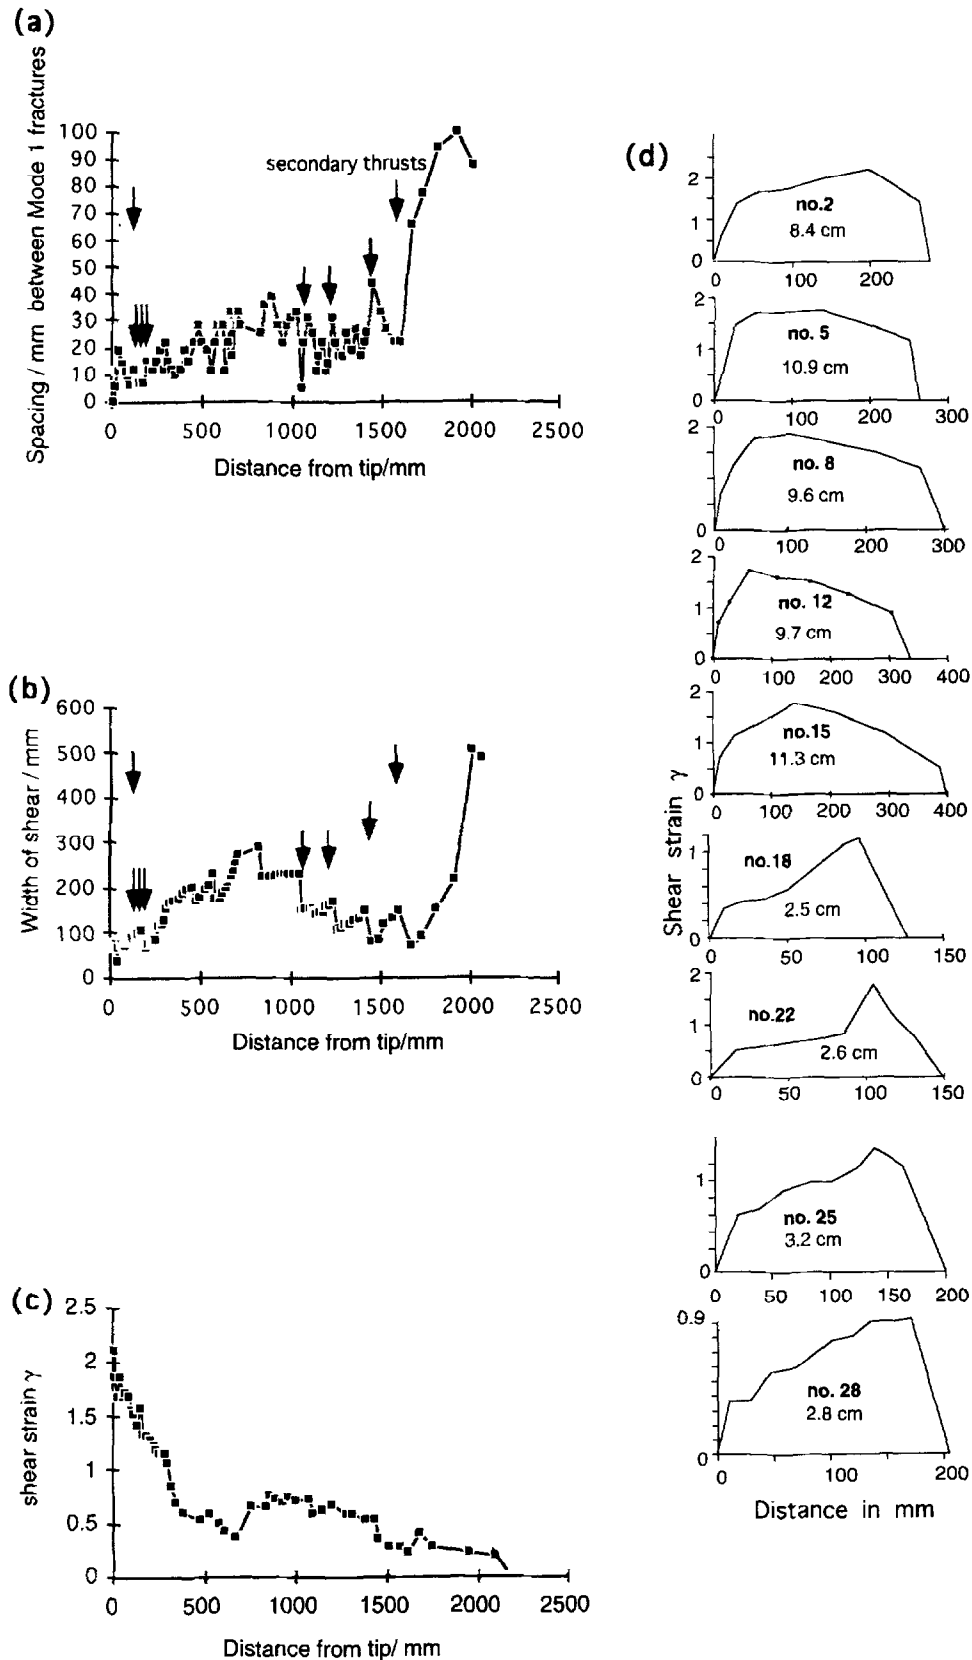 (a)
Spacing / mm between Mode 1 fractures
100
90
80
70
60
50
40
30
20
10
0
secondary thrusts
0 500 1000 1500 2000 2500
Distance from tip/mm
(b)
Width of shear / mm
600
500
400
300
200
100
0
0 500 1000 1500 2000 2500
Distance from tip/mm
(c)
shear strain γ
2.5
2
1.5
1
0.5
0
0 500 1000 1500 2000 2500
Distance from tip/ mm
(d)
Shear strain γ
2
1
0
no.2
8.4 cm
0 100 200
2
1
0
no. 5
10.9 cm
0 100 200 300
2
1
0
no. 8
9.6 cm
0 100 200 300
2
1
0
no. 12
9.7 cm
0 100 200 300 400
2
1
0
no.15
11.3 cm
0 100 200 300 400
1
0
no.18
2.5 cm
0 50 100 150
2
1
0
no.22
2.6 cm
0 50 100 150
1
0
no. 25
3.2 cm
0 50 100 150 200
0.9
0
no. 28
2.8 cm
0 100 200
Distance in mm